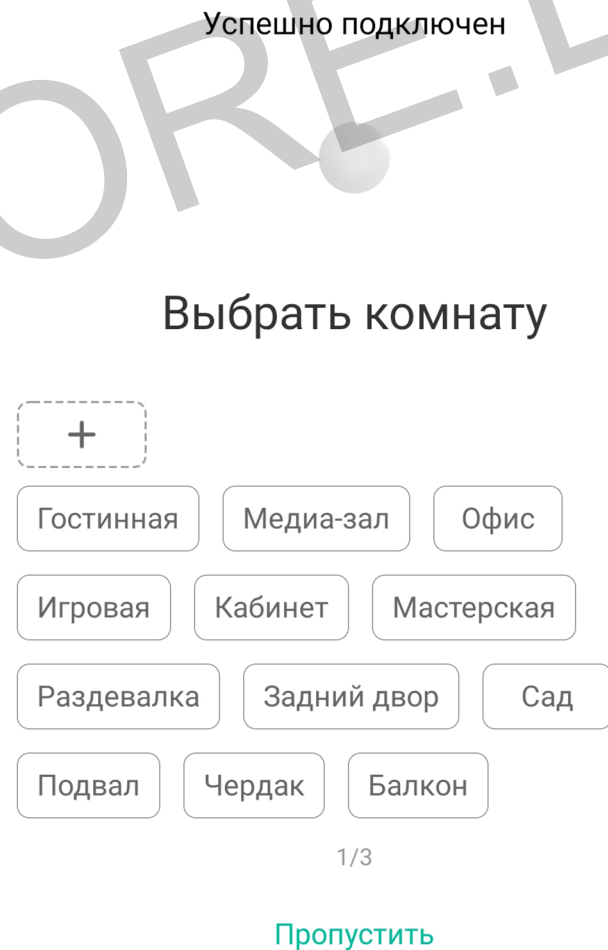 Успешно подключен
ORE.
Выбрать комнату
+
Гостинная Медиа-зал Офис
Игровая Кабинет Мастерская
Раздевалка Задний двор Сад
Подвал Чердак Балкон
1/3
Пропустить